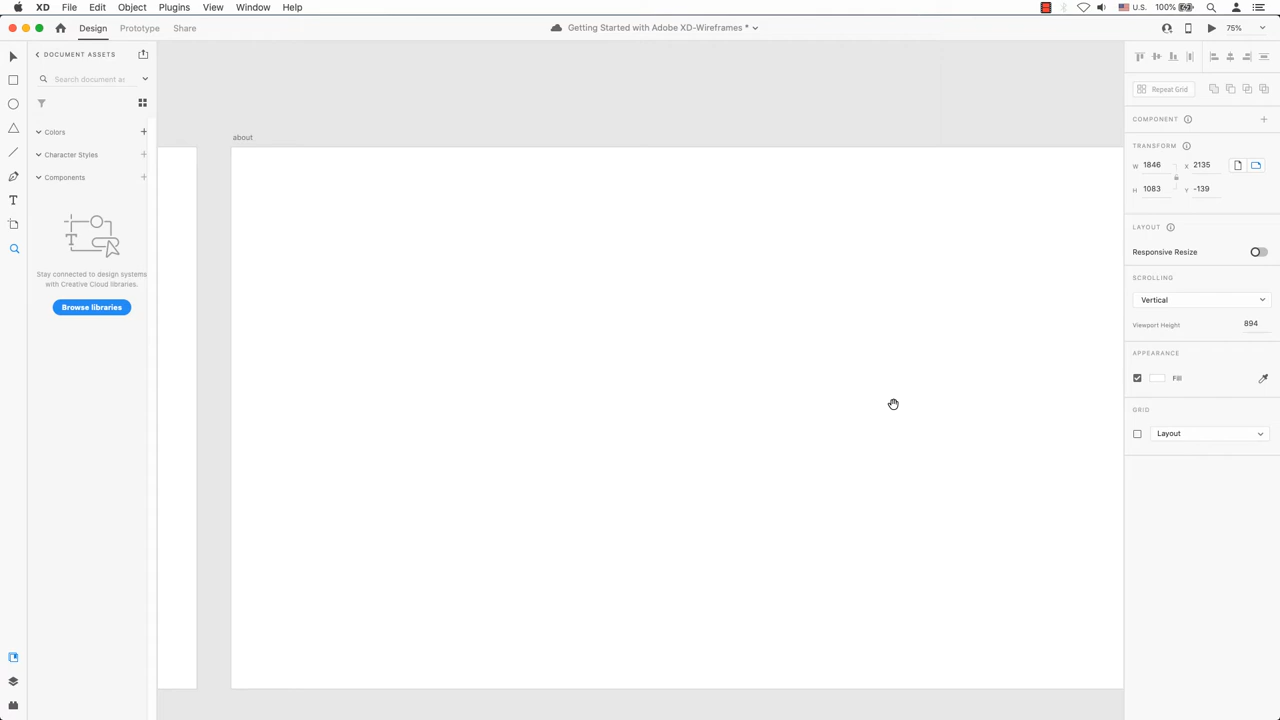 XD File Edit Object Plugins View Window Help U.S. 100%
Design Prototype Share Getting Started with Adobe XD-Wireframes * 75%
DOCUMENT ASSETS
Search document as
Colors
Character Styles
Components
Stay connected to design systems
with Creative Cloud libraries.
Browse libraries
about
Repeat Grid
COMPONENT
TRANSFORM
W 1846 X 2135
H 1083 Y -139
LAYOUT
Responsive Resize
SCROLLING
Vertical
Viewport Height 894
APPEARANCE
Fill
GRID
Layout